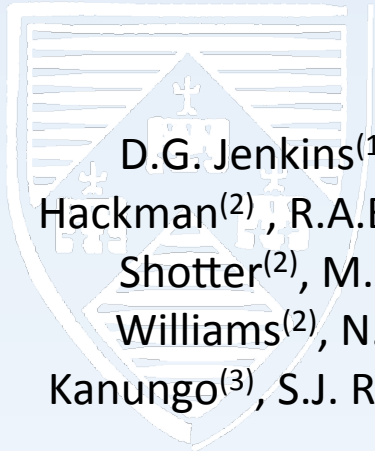 D.G. Jenkins(1
Hackman(2) , R.A.E
Shotter(2), M.
Williams(2), N.
Kanungo(3), S.J. R